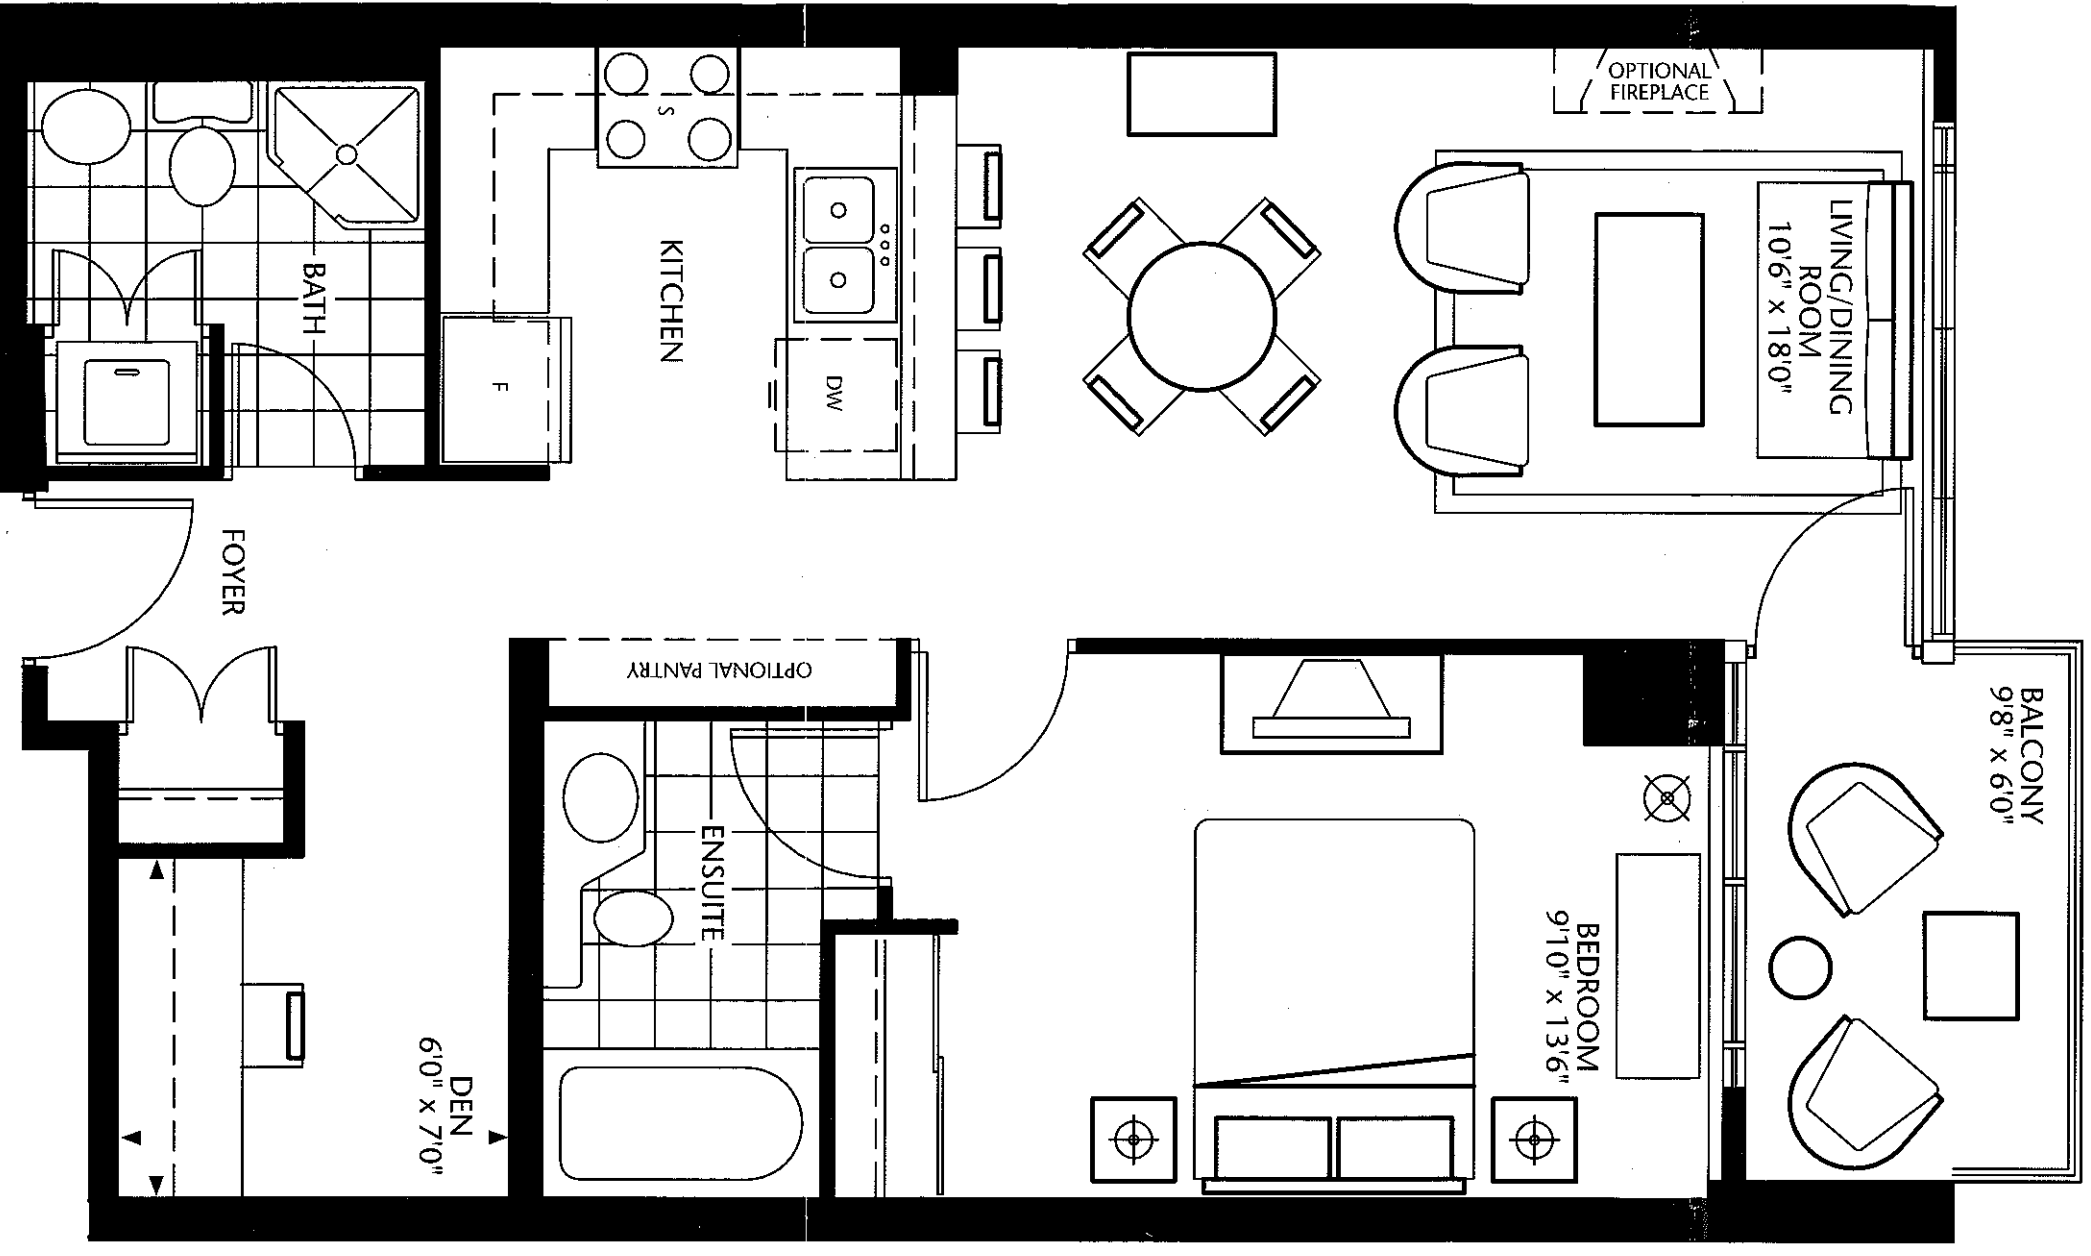 OPTIONAL
FIREPLACE
S
LIVING/DINING
ROOM
10'6" x 18'0"
KITCHEN
BATH
DW
F
FOYER
OPTIONAL PANTRY
BALCONY
9'8" x 6'0"
ENSUITE
BEDROOM
9'10" x 13'6"
DEN
6'0" x 7'0"